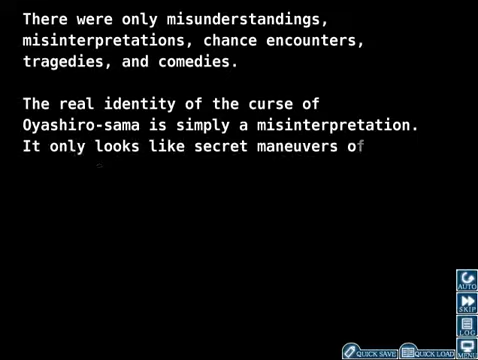 There were only misunderstandings,
misinterpretations, chance encounters,
tragedies, and comedies.
The real identity of the curse of
Oyashiro-sama is simply a misinterpretation.
It only looks like secret maneuvers of
AUTO
SKIP
LOG
QUICK SAVE QUICK LOAD MENU